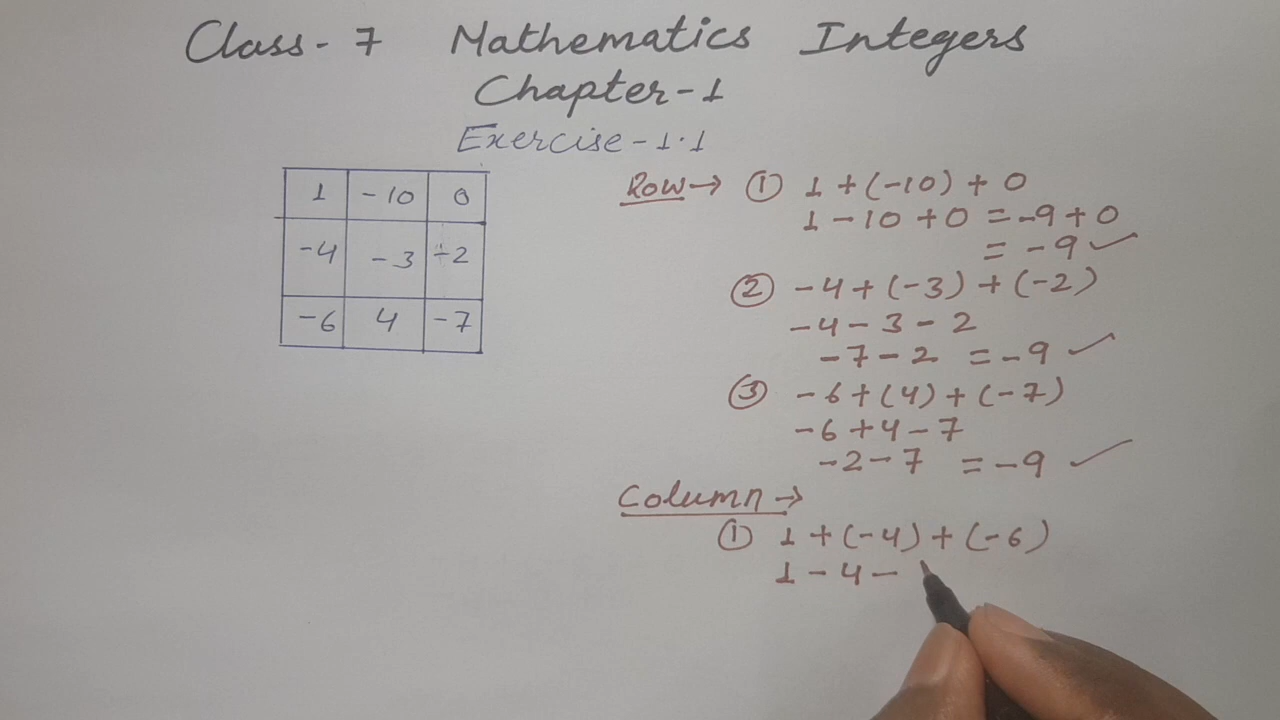 Class-7 Mathematics Integers
Chapter-1
Exercise-1.1
1 -10 0
-4 -3 -2
-6 4 -7
Row→ ① 1+(-10)+0
1-10+0 =-9+0
= -9 ✓
② -4+(-3)+(-2)
-4-3-2
-7-2 =-9 ✓
③ -6+(4)+(-7)
-6+4-7
-2-7 =-9 ✓
Column→
① 1+(-4)+(-6)
1-4-